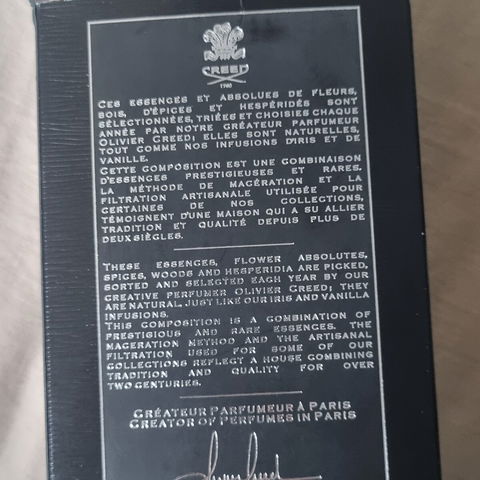 CREED
1760
CES ESSENCES ET ABSOLUES DE FLEURS,
BOIS, D'ÉPICES ET HESPÉRIDÉS SONT
SÉLECTIONNÉES, TRIÉES ET CHOISIES CHAQUE
ANNÉE PAR NOTRE CRÉATEUR PARFUMEUR
OLIVIER CREED; ELLES SONT NATURELLES,
TOUT COMME NOS INFUSIONS D'IRIS ET DE
VANILLE.
CETTE COMPOSITION EST UNE COMBINAISON
D'ESSENCES PRESTIGIEUSES ET RARES.
LA MÉTHODE DE MACÉRATION ET LA
FILTRATION ARTISANALE UTILISÉE POUR
CERTAINES DE NOS COLLECTIONS,
TÉMOIGNENT D'UNE MAISON QUI A SU ALLIER
TRADITION ET QUALITÉ DEPUIS PLUS DE
DEUX SIÈGLES.
THESE ESSENCES, FLOWER ABSOLUTES,
SPICES, WOODS AND HESPERIDIA ARE PICKED,
SORTED AND SELECTED EACH YEAR BY OUR
CREATIVE PERFUMER OLIVIER CREED; THEY
ARE NATURAL, JUST LIKE OUR IRIS AND VANILLA
INFUSIONS.
THIS COMPOSITION IS A COMBINATION OF
PRESTIGIOUS AND RARE ESSENCES. THE
MAGERATION METHOD AND THE ARTISANAL
FILTRATION USED FOR SOME OF OUR
COLLECTIONS REFLECT A HOUSE COMBINING
TRADITION AND QUALITY FOR OVER
TWO CENTURIES.
CRÉATEUR PARFUMEUR À PARIS
CREATOR OF PERFUMES IN PARIS